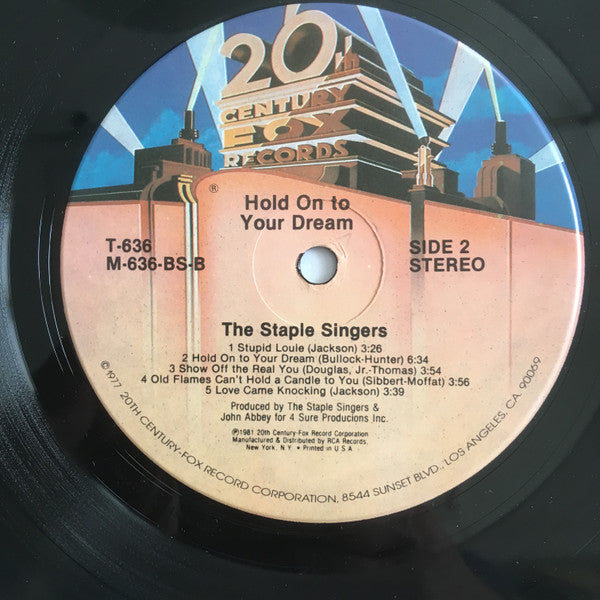 20th
CENTURY
FOX
RECORDS
®
Hold On to
Your Dream
T-636
M-636-BS-B
SIDE 2
STEREO
The Staple Singers
1 Stupid Louie (Jackson) 3:26
2 Hold On to Your Dream (Bullock-Hunter) 6:34
3 Show Off the Real You (Douglas, Jr.-Thomas) 3:54
4 Old Flames Can't Hold a Candle to You (Sibbert-Moffat) 3:56
5 Love Came Knocking (Jackson) 3:39
Produced by The Staple Singers &
John Abbey for 4 Sure Producions Inc.
℗1981 20th Century-Fox Record Corporation
Manufactured & Distributed by RCA Records,
New York, N.Y. • Printed in U S A
©1977 20TH CENTURY-FOX RECORD CORPORATION, 8544 SUNSET BLVD., LOS ANGELES, CA. 90069